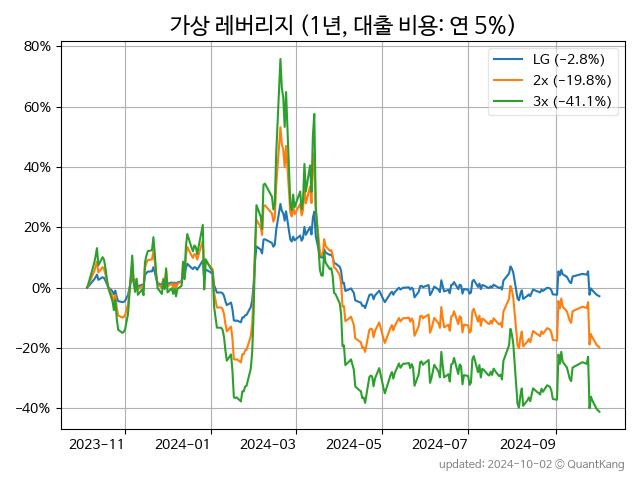 가상 레버리지 (1년, 대출 비용: 연 5%)
LG (−2.8%)
2x (−19.8%)
3x (−41.1%)
80%
60%
40%
20%
0%
−20%
−40%
2023-11
2024-01
2024-03
2024-05
2024-07
2024-09
updated: 2024-10-02 © QuantKang